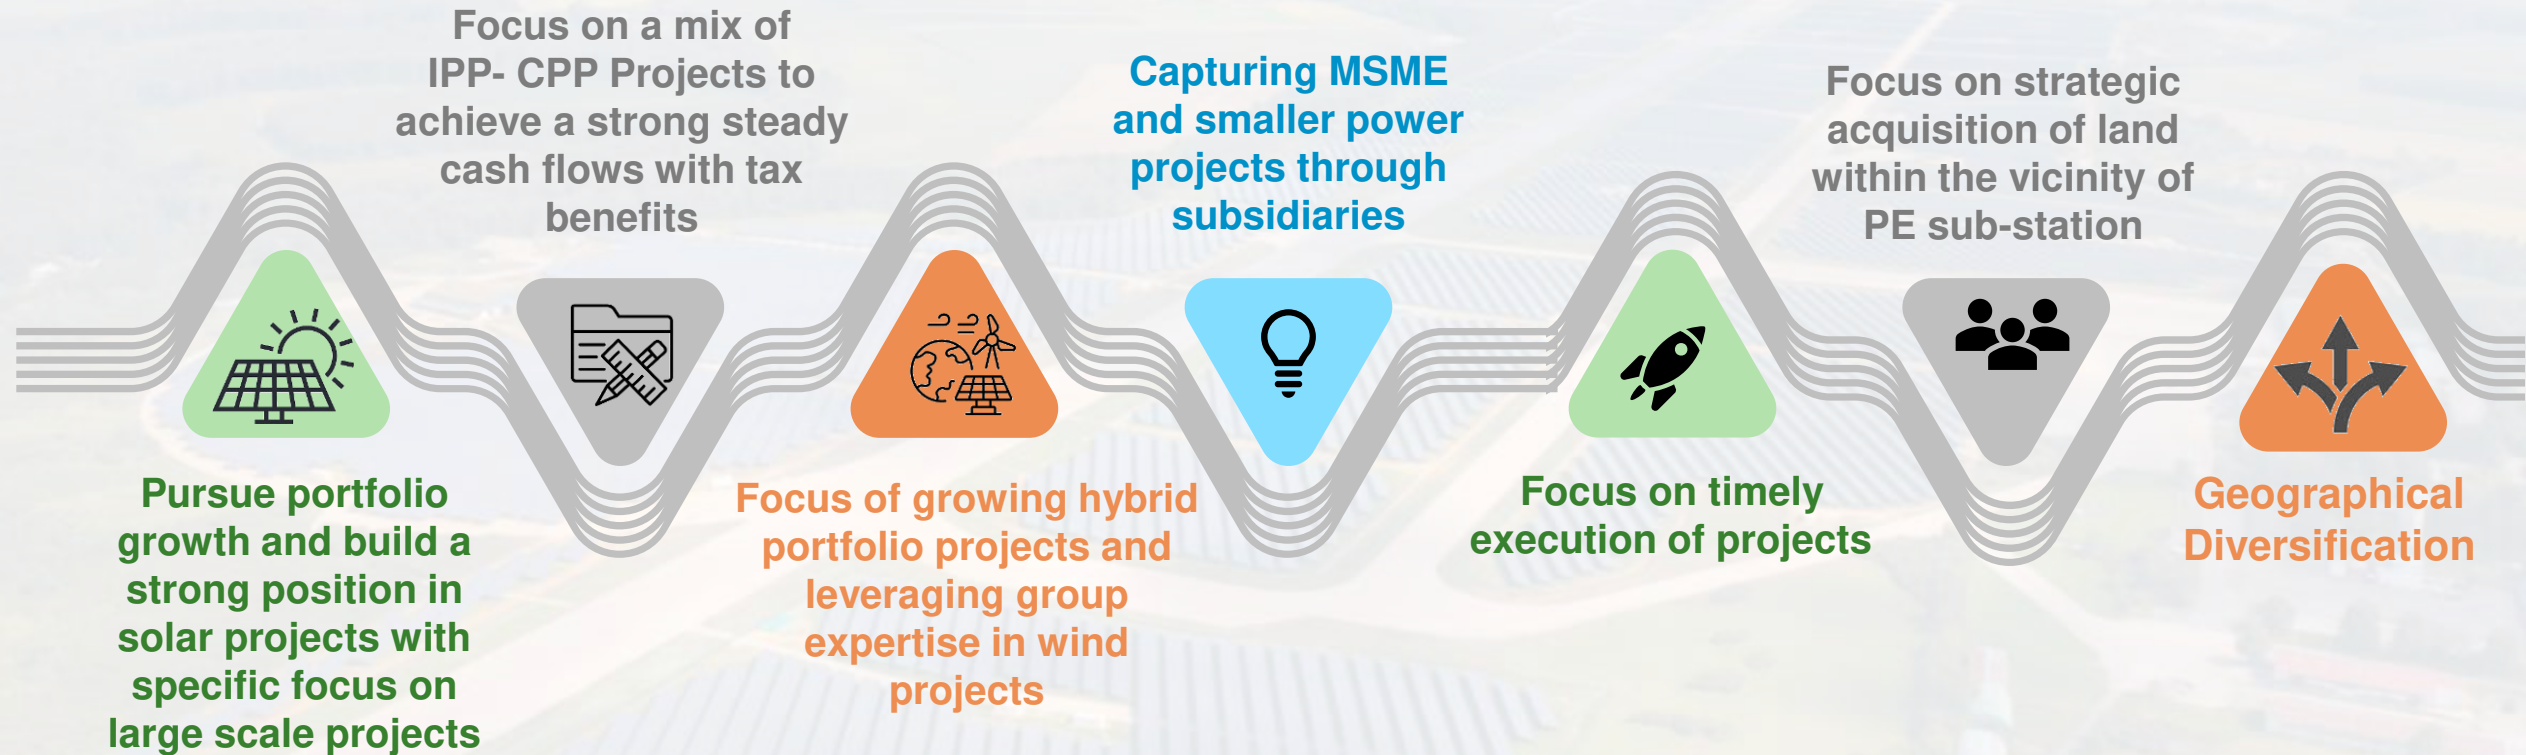 Pursue portfolio
growth and build a
strong position in
solar projects with
specific focus on
large scale projects
Focus on a mix of
IPP- CPP Projects to
achieve a strong steady
cash flows with tax
benefits
Focus of growing hybrid
portfolio projects and
leveraging group
expertise in wind
projects
Capturing MSME
and smaller power
projects through
subsidiaries
Focus on timely
execution of projects
Focus on strategic
acquisition of land
within the vicinity of
PE sub-station
Geographical
Diversification